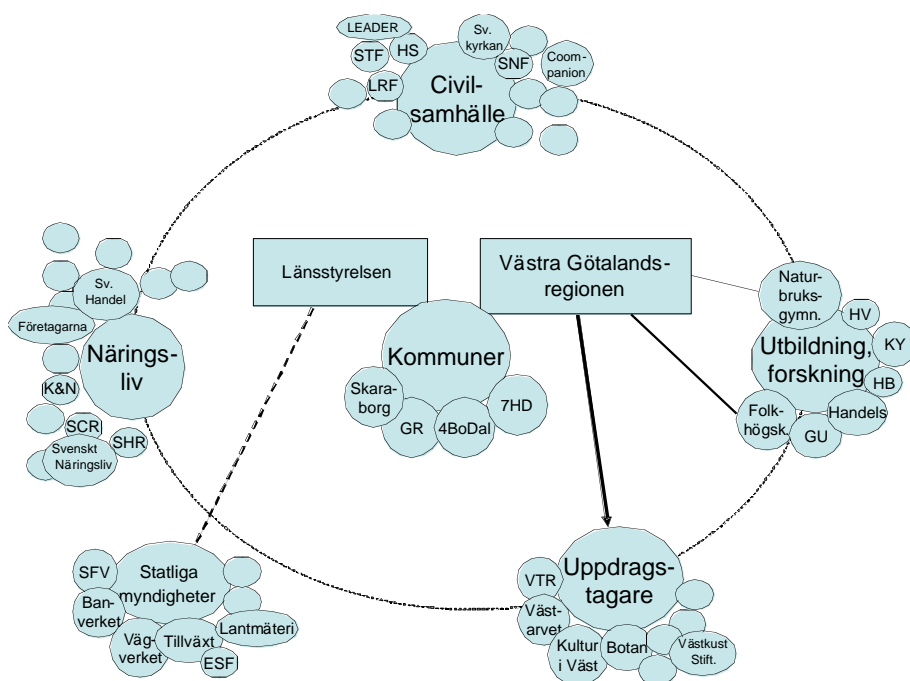 LEADER
STF
HS
LRF
Sv.
kyrkan
SNF
Coom-
panion
Civil-
samhälle
Länsstyrelsen
Västra Götalands-
regionen
Sv.
Handel
Företagarna
Närings-
liv
K&N
SCR
SHR
Svenskt
Näringsliv
Kommuner
Skara-
borg
GR
4BoDal
7HD
Natur-
bruks-
gymn.
HV
KY
Utbildning,
forskning
HB
Handels
Folk-
högsk.
GU
SFV
Statliga
myndigheter
Ban-
verket
Väg-
verket
Tillväxt
Lantmäteri
ESF
Uppdrags-
tagare
VTR
Väst-
arvet
Kultur
i Väst
Botan
Västkust
Stift.